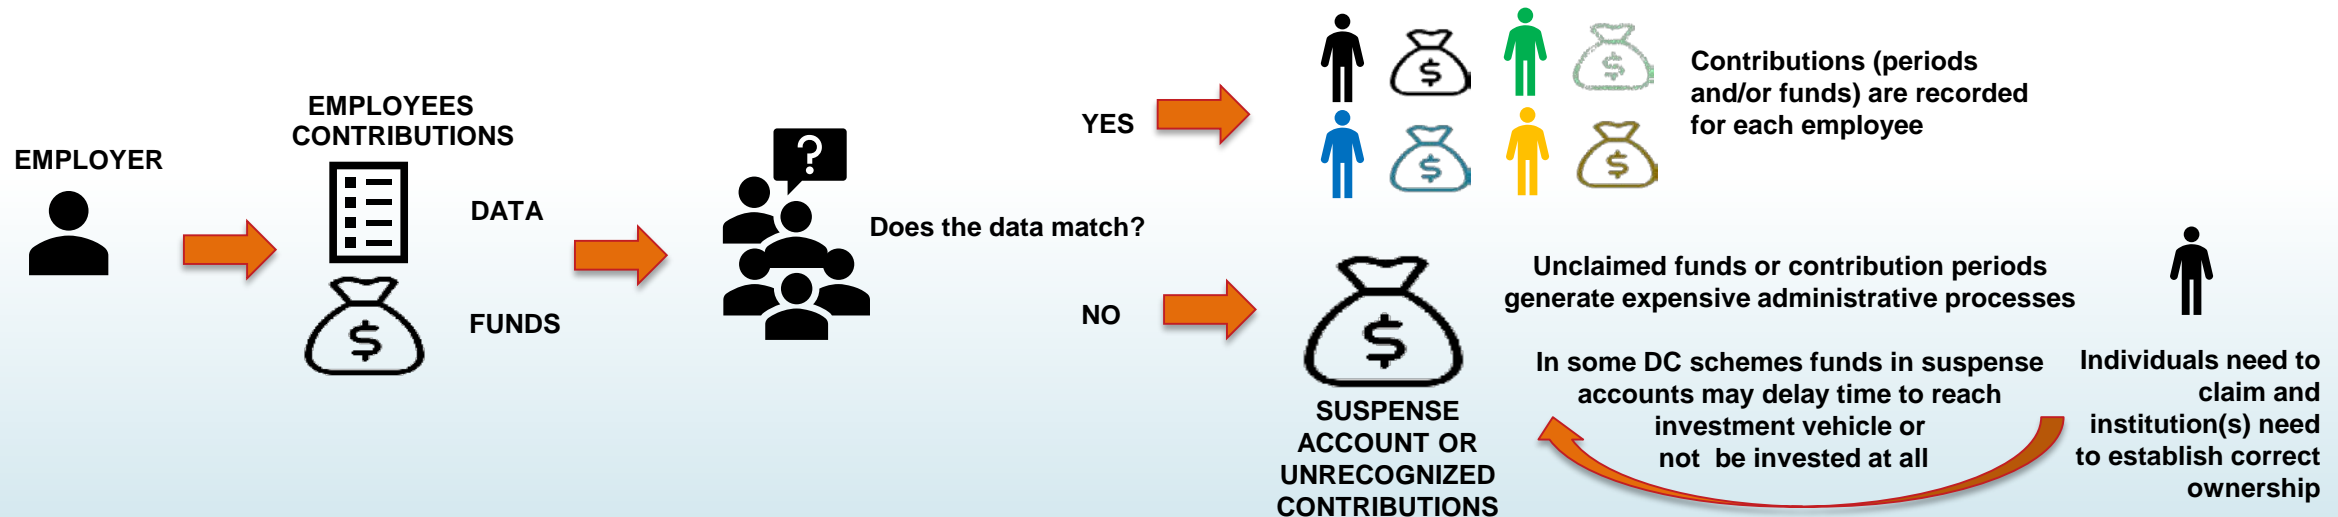 EMPLOYER
EMPLOYEES
CONTRIBUTIONS
DATA
FUNDS
?
Does the data match?
YES
$
$
$
$
Contributions (periods
and/or funds) are recorded
for each employee
NO
$
SUSPENSE
ACCOUNT OR
UNRECOGNIZED
CONTRIBUTIONS
Unclaimed funds or contribution periods
generate expensive administrative processes
In some DC schemes funds in suspense
accounts may delay time to reach
investment vehicle or
not be invested at all
Individuals need to
claim and
institution(s) need
to establish correct
ownership
$